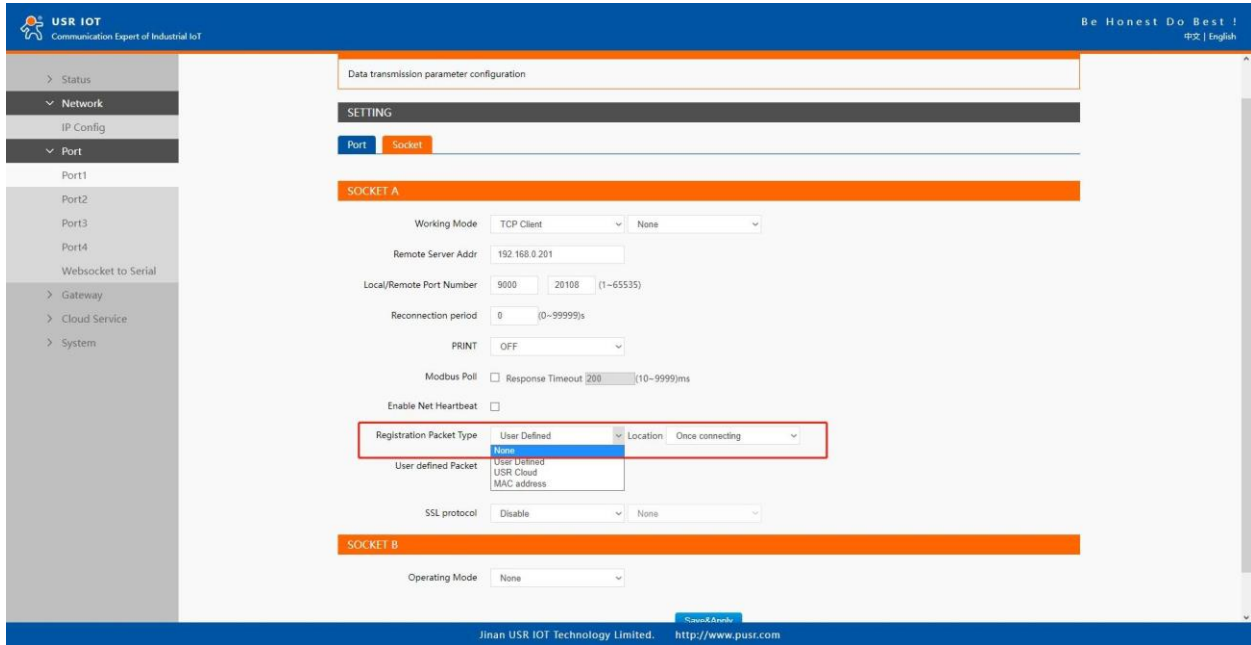 USR IOT
Communication Expert of Industrial IoT
Be Honest Do Best !
中文 | English
Status
Network
IP Config
Port
Port1
Port2
Port3
Port4
Websocket to Serial
Gateway
Cloud Service
System
Data transmission parameter configuration
SETTING
Port Socket
SOCKET A
Working Mode TCP Client None
Remote Server Addr 192.168.0.201
Local/Remote Port Number 9000 20108 (1~65535)
Reconnection period 0 (0~99999)s
PRINT OFF
Modbus Poll Response Timeout 200 (10~9999)ms
Enable Net Heartbeat
Registration Packet Type User Defined Location Once connecting
None
User Defined
User defined Packet
USR Cloud
MAC address
SSL protocol Disable None
SOCKET B
Operating Mode None
Save&Apply
Jinan USR IOT Technology Limited. http://www.pusr.com